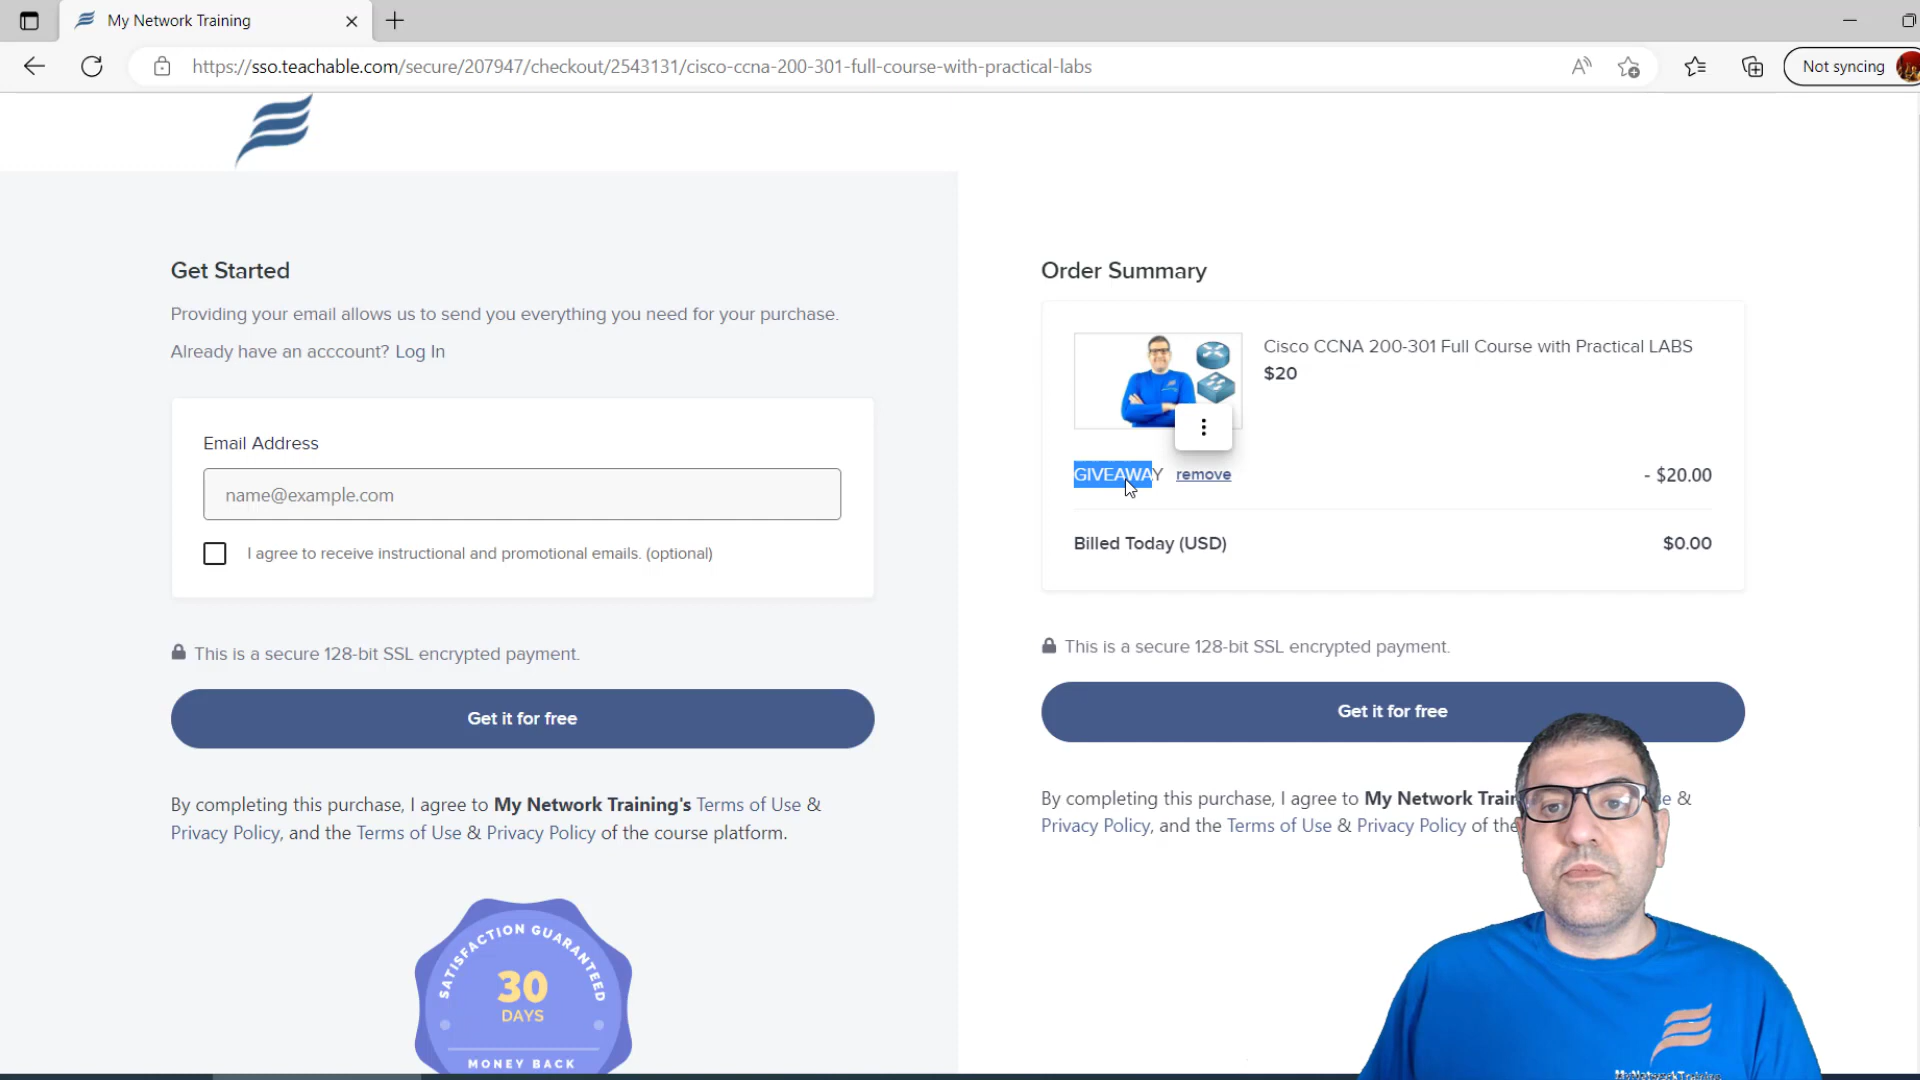 My Network Training
https://sso.teachable.com/secure/207947/checkout/2543131/cisco-ccna-200-301-full-course-with-practical-labs
Not syncing
Get Started
Providing your email allows us to send you everything you need for your purchase.
Already have an acccount? Log In
Email Address
name@example.com
I agree to receive instructional and promotional emails. (optional)
This is a secure 128-bit SSL encrypted payment.
Get it for free
By completing this purchase, I agree to My Network Training's Terms of Use &
Privacy Policy, and the Terms of Use & Privacy Policy of the course platform.
SATISFACTION GUARANTEED
30
DAYS
MONEY BACK
Order Summary
Cisco CCNA 200-301 Full Course with Practical LABS
$20
GIVEAWAY remove - $20.00
Billed Today (USD) $0.00
This is a secure 128-bit SSL encrypted payment.
Get it for free
By completing this purchase, I agree to My Network &
Privacy Policy, and the Terms of Use & Privacy Policy of the